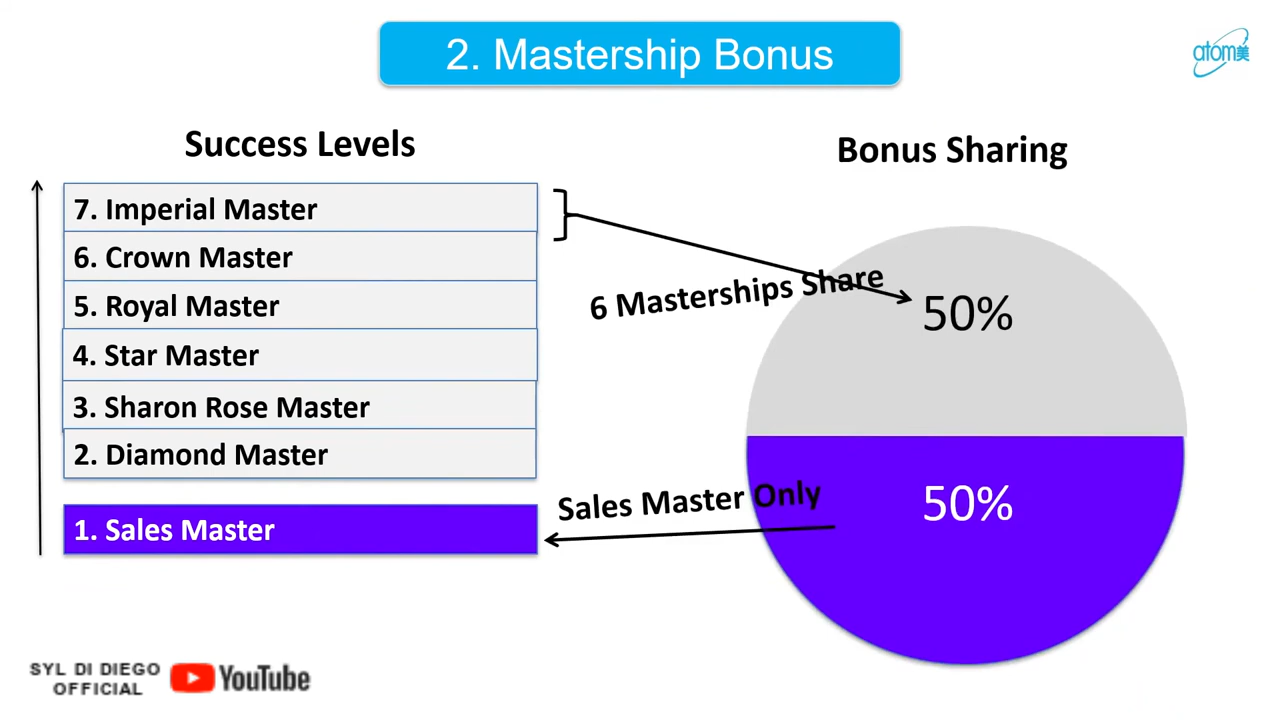 2. Mastership Bonus
atom美
Success Levels
Bonus Sharing
7. Imperial Master
6. Crown Master
5. Royal Master
4. Star Master
3. Sharon Rose Master
2. Diamond Master
1. Sales Master
6 Masterships Share
50%
Sales Master Only
50%
SYL DI DIEGO
OFFICIAL
YouTube